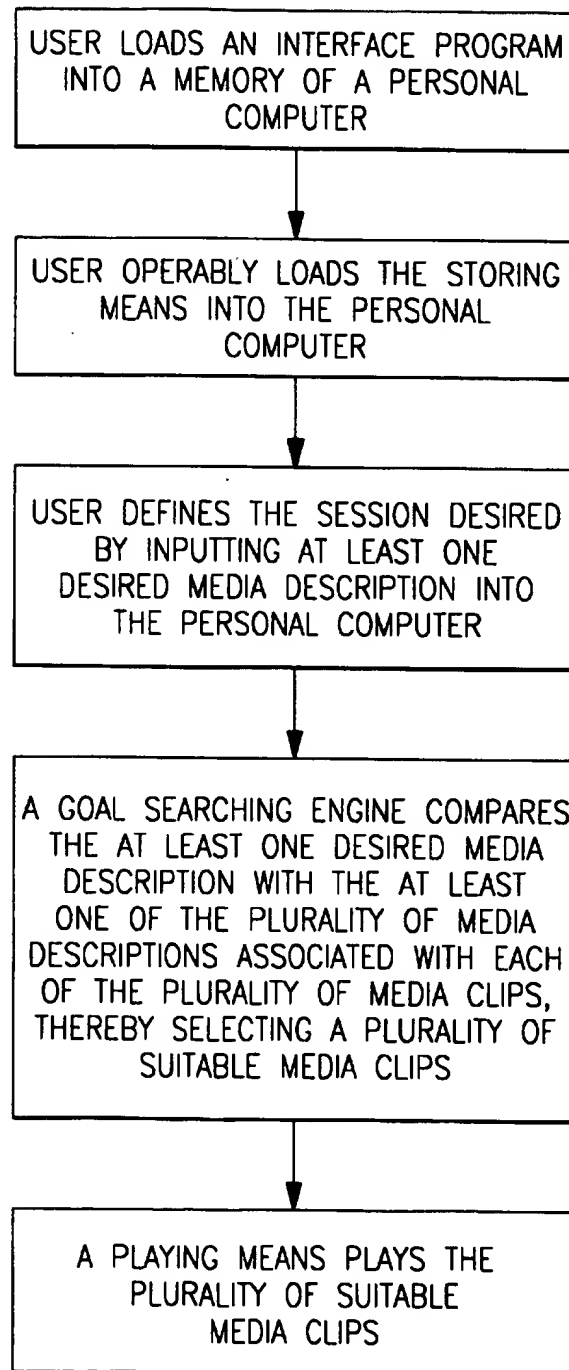 USER LOADS AN INTERFACE PROGRAM
INTO A MEMORY OF A PERSONAL
COMPUTER
USER OPERABLY LOADS THE STORING
MEANS INTO THE PERSONAL
COMPUTER
USER DEFINES THE SESSION DESIRED
BY INPUTTING AT LEAST ONE
DESIRED MEDIA DESCRIPTION INTO
THE PERSONAL COMPUTER
A GOAL SEARCHING ENGINE COMPARES
THE AT LEAST ONE DESIRED MEDIA
DESCRIPTION WITH THE AT LEAST
ONE OF THE PLURALITY OF MEDIA
DESCRIPTIONS ASSOCIATED WITH EACH
OF THE PLURALITY OF MEDIA CLIPS,
THEREBY SELECTING A PLURALITY OF
SUITABLE MEDIA CLIPS
A PLAYING MEANS PLAYS THE
PLURALITY OF SUITABLE
MEDIA CLIPS